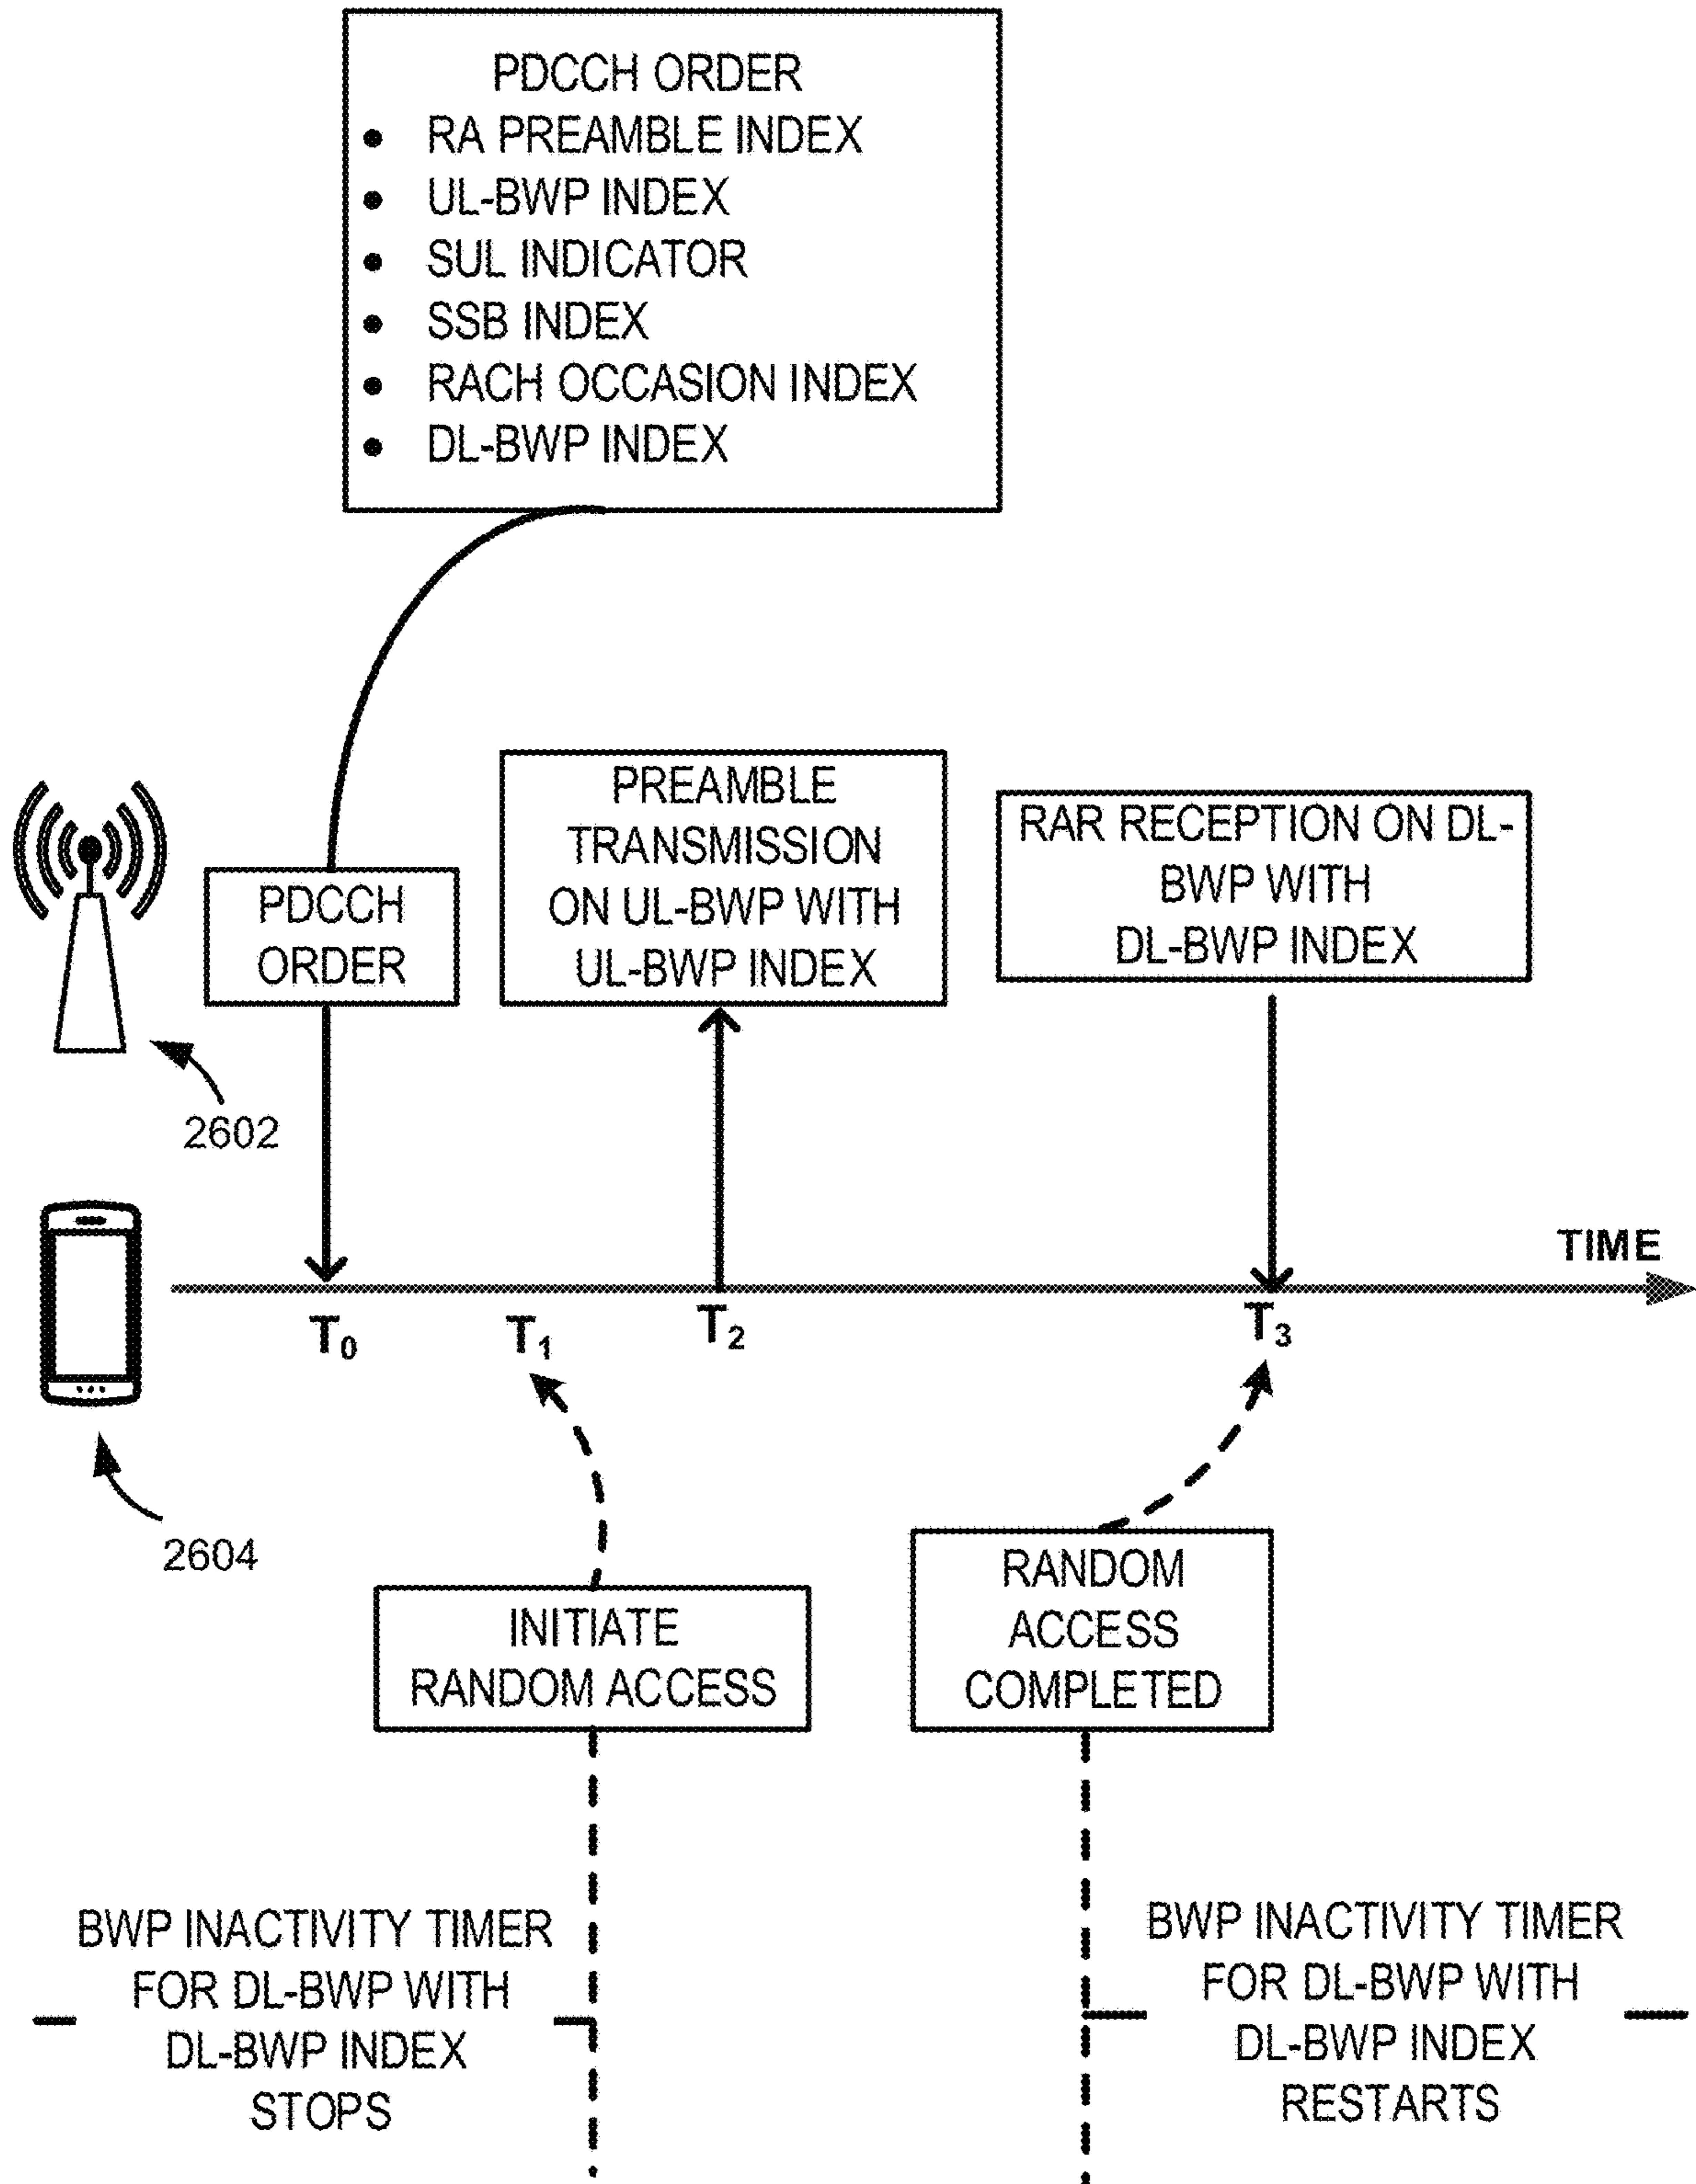 PDCCH ORDER
• RA PREAMBLE INDEX
• UL-BWP INDEX
• SUL INDICATOR
• SSB INDEX
• RACH OCCASION INDEX
• DL-BWP INDEX
PDCCH
ORDER
PREAMBLE
TRANSMISSION
ON UL-BWP WITH
UL-BWP INDEX
RAR RECEPTION ON DL-
BWP WITH
DL-BWP INDEX
2602
TIME
T0
T1
T2
T3
2604
INITIATE
RANDOM ACCESS
RANDOM
ACCESS
COMPLETED
BWP INACTIVITY TIMER
FOR DL-BWP WITH
DL-BWP INDEX
STOPS
BWP INACTIVITY TIMER
FOR DL-BWP WITH
DL-BWP INDEX
RESTARTS